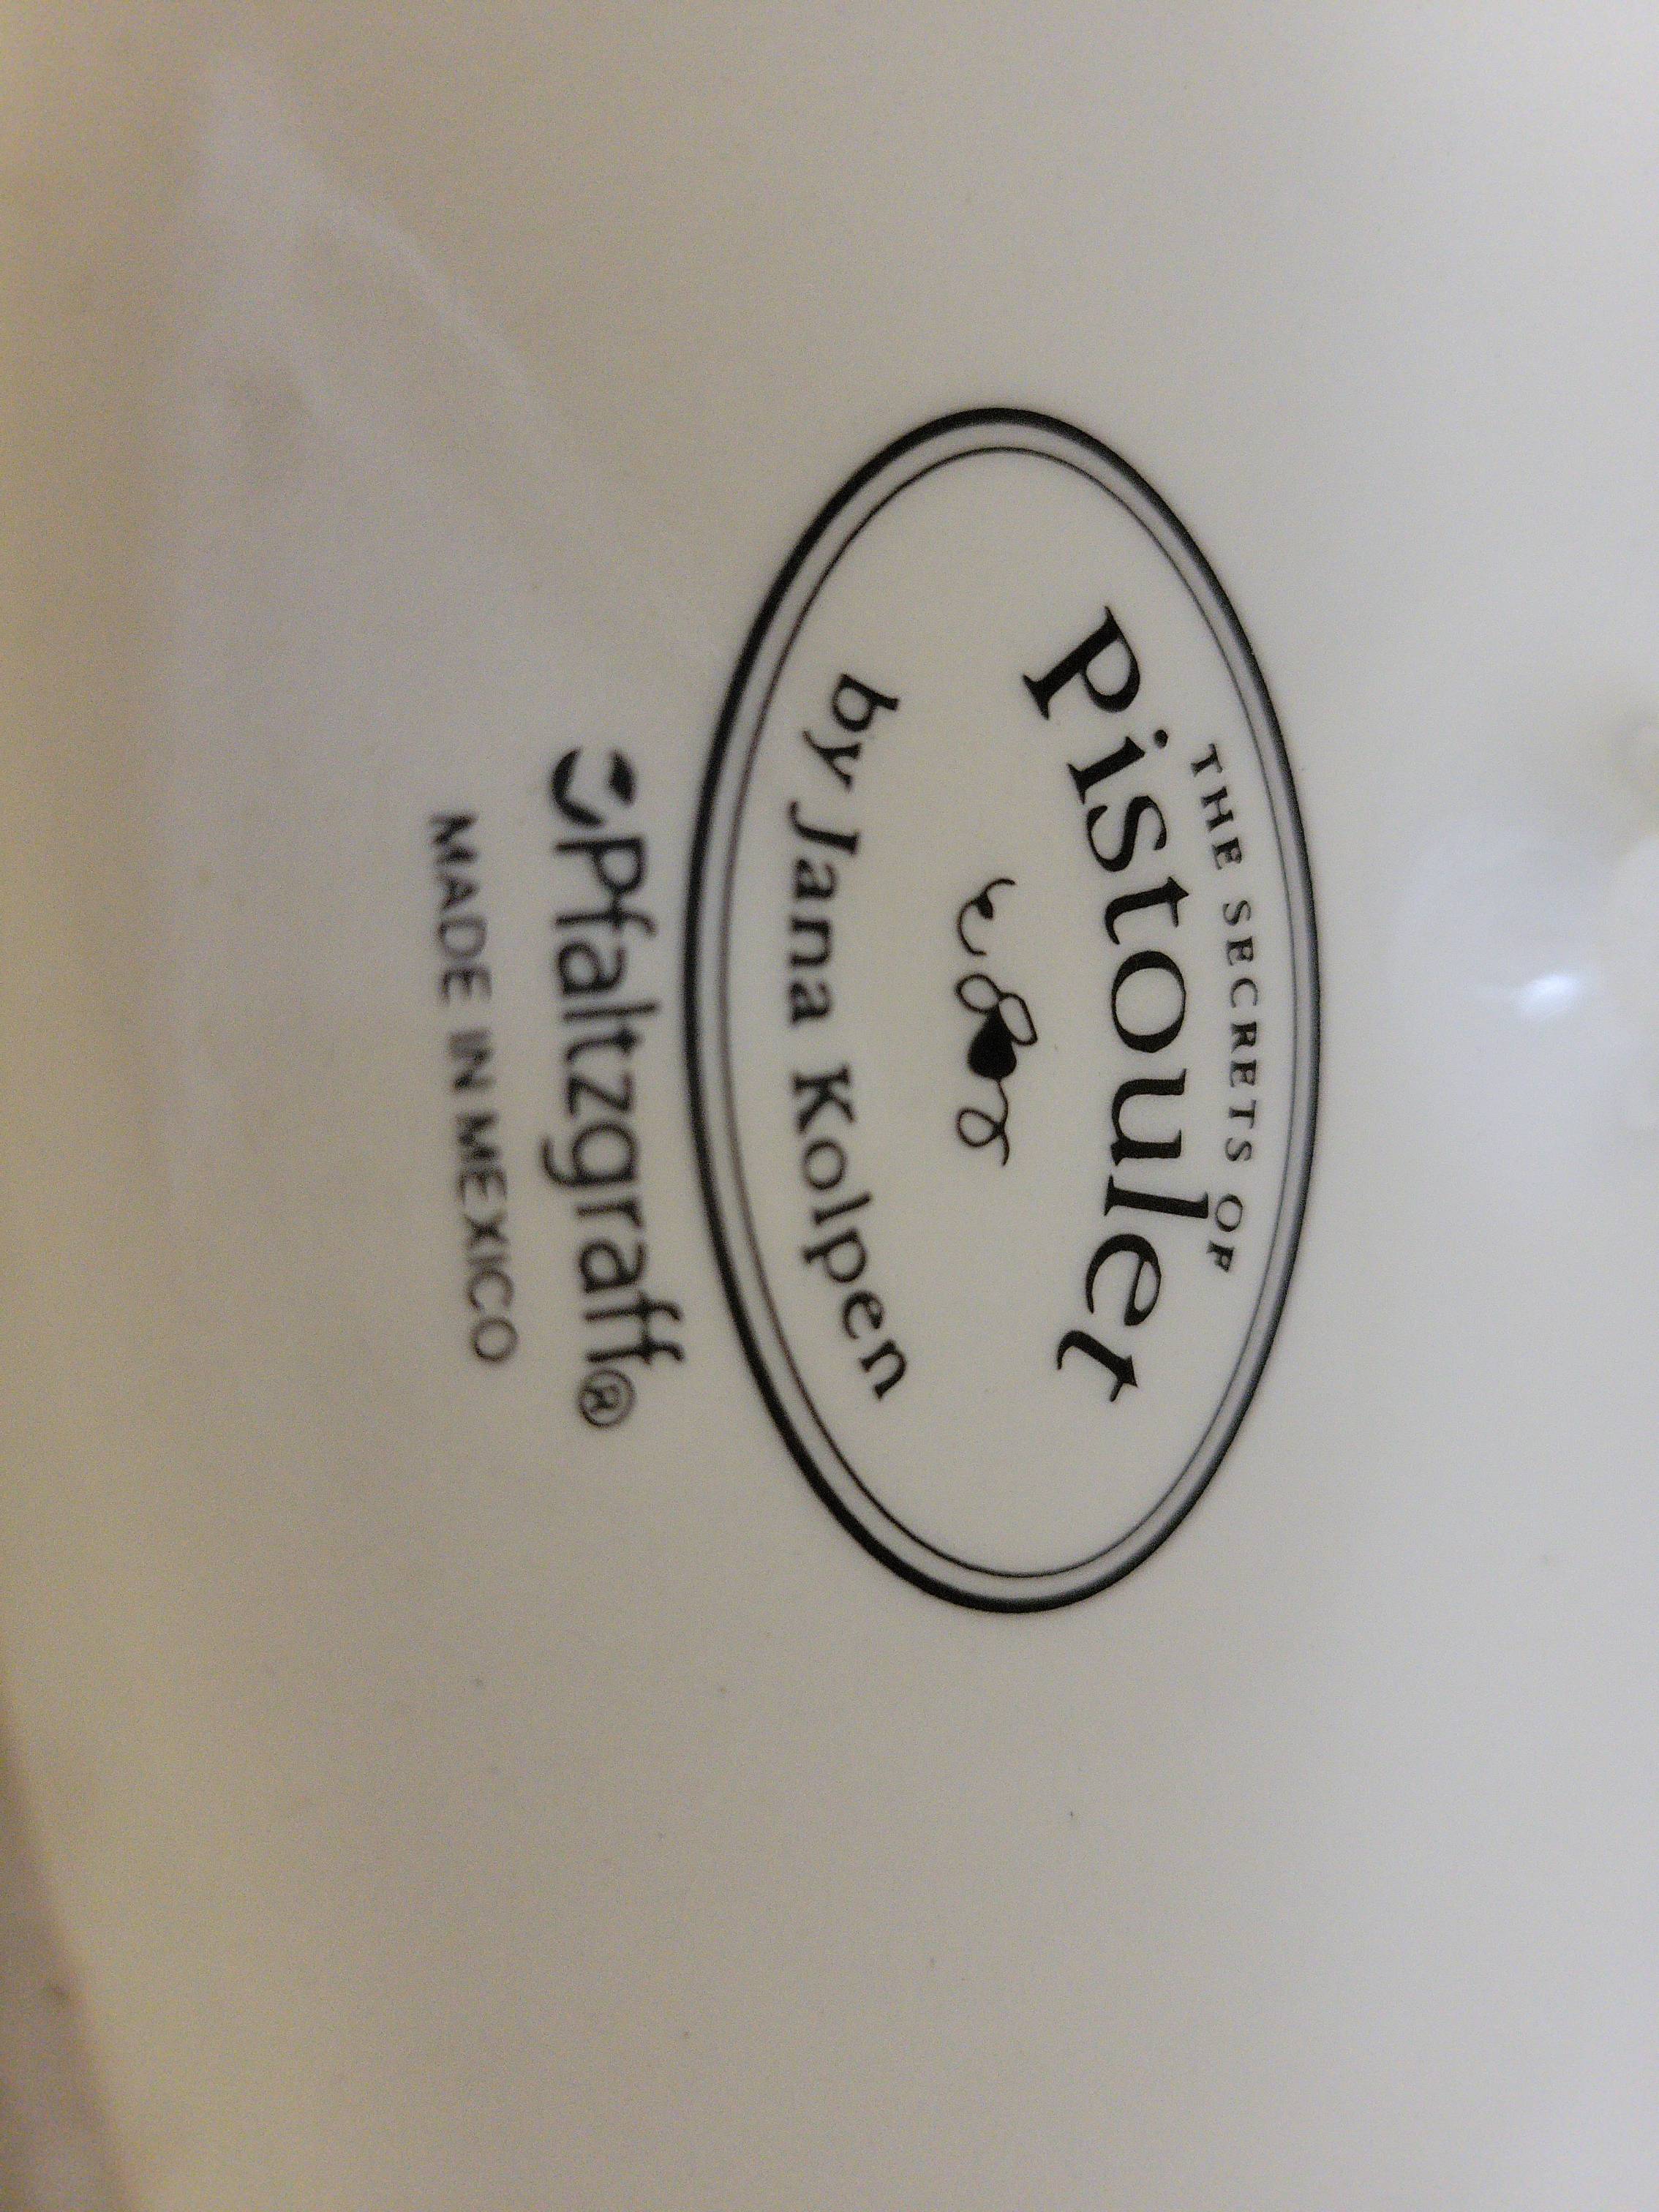 THE SECRETS OF
Pistoulet
by Jana Kolpen
Pfaltzgraff®
MADE IN MEXICO